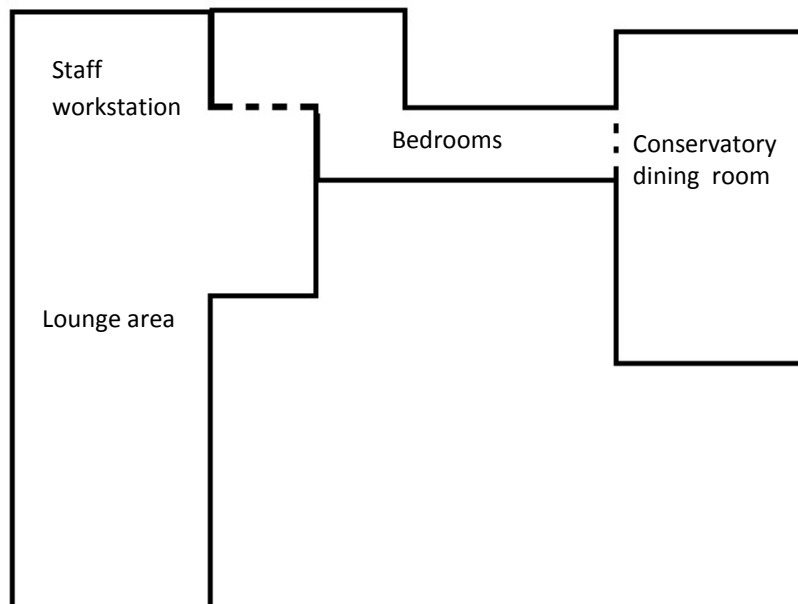 Staff
workstation
Bedrooms
Conservatory
dining room
Lounge area